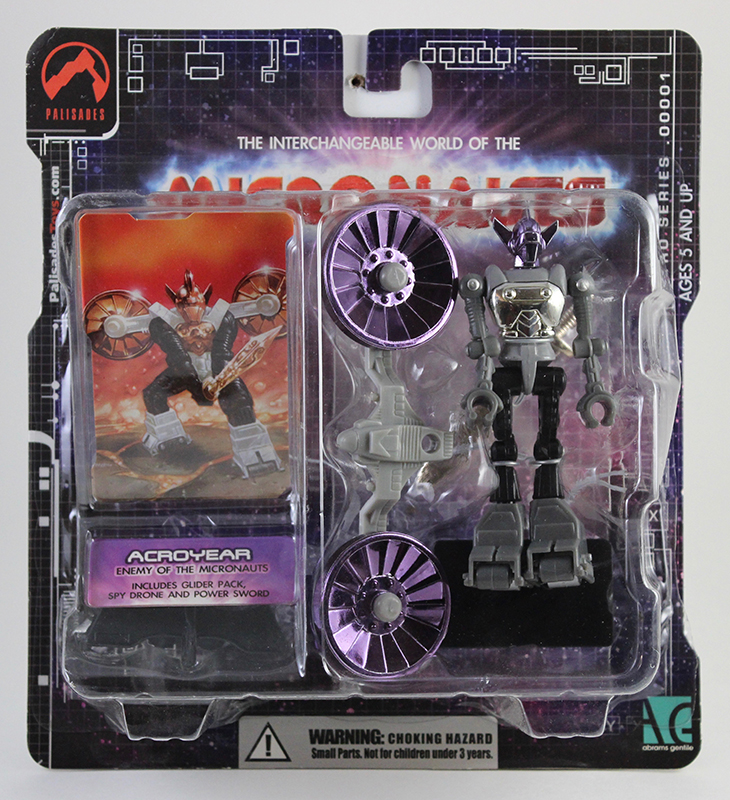 PALISADES
THE INTERCHANGEABLE WORLD OF THE
MICRONAUTS
SERIES .00001
AGES 5 AND UP
PalisadesToys.com
ACROYEAR
ENEMY OF THE MICRONAUTS
INCLUDES GLIDER PACK,
SPY DRONE AND POWER SWORD
WARNING: CHOKING HAZARD
Small Parts. Not for children under 3 years.
AG
abrams gentile